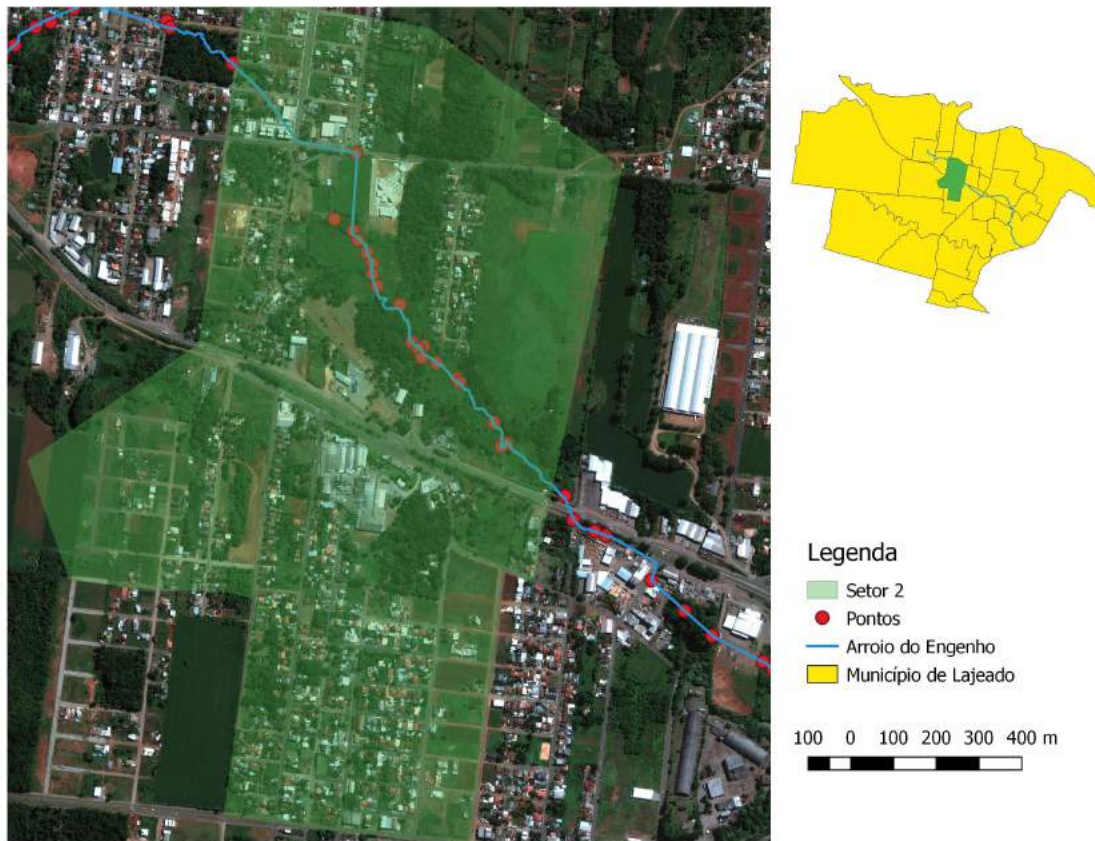 Legenda
Setor 2
Pontos
Arroio do Engenho
Município de Lajeado
100 0 100 200 300 400 m